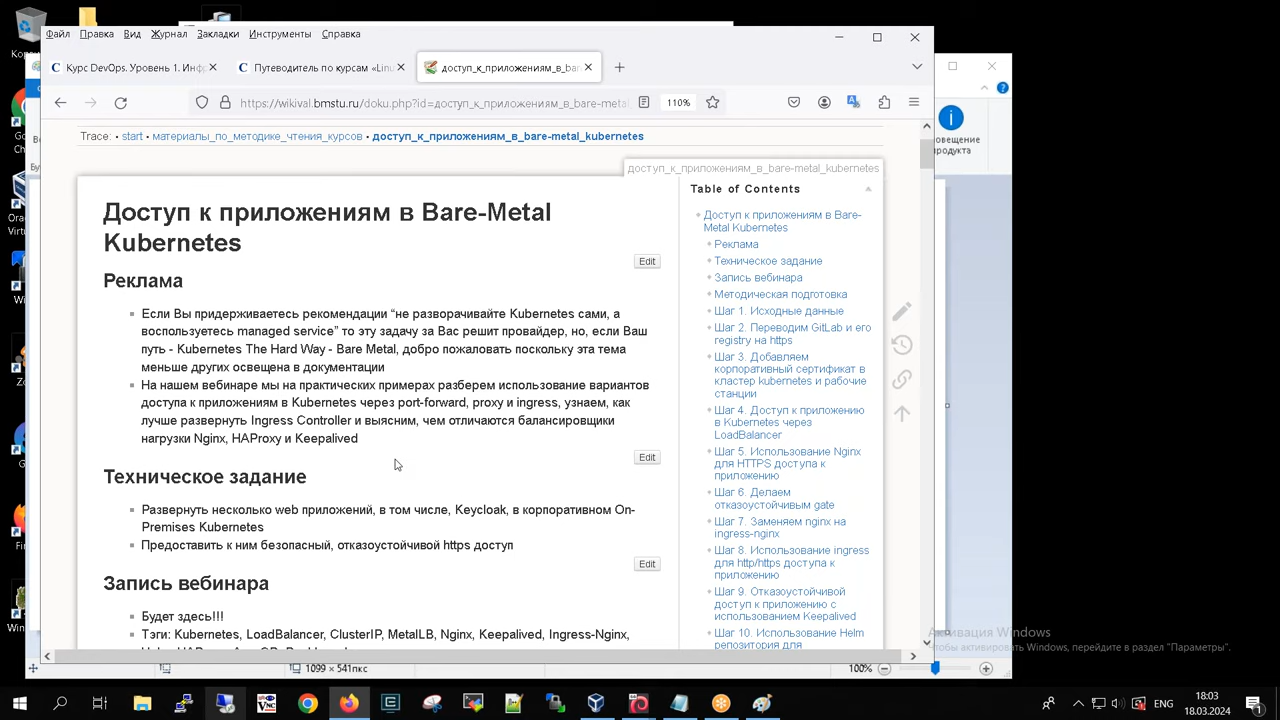 Файл Правка Вид Журнал Закладки Инструменты Справка
Курс DevOps. Уровень 1. Инфр
Путеводитель по курсам «Linu
доступ_к_приложениям_в_bar
https://val.bmstu.ru/doku.php?id=доступ_к_приложениям_в_bare-metal
110%
Trace: • start • материалы_по_методике_чтения_курсов • доступ_к_приложениям_в_bare-metal_kubernetes
доступ_к_приложениям_в_bare-metal_kubernetes
Доступ к приложениям в Bare-Metal
Kubernetes
Edit
Реклама
Если Вы придерживаетесь рекомендации “не разворачивайте Kubernetes сами, а
воспользуетесь managed service” то эту задачу за Вас решит провайдер, но, если Ваш
путь - Kubernetes The Hard Way - Bare Metal, добро пожаловать поскольку эта тема
меньше других освещена в документации
На нашем вебинаре мы на практических примерах разберем использование вариантов
доступа к приложениям в Kubernetes через port-forward, proxy и ingress, узнаем, как
лучше развернуть Ingress Controller и выясним, чем отличаются балансировщики
нагрузки Nginx, HAProxy и Keepalived
Edit
Техническое задание
Развернуть несколько web приложений, в том числе, Keycloak, в корпоративном On-
Premises Kubernetes
Предоставить к ним безопасный, отказоустойчивой https доступ
Edit
Запись вебинара
Будет здесь!!!
Тэги: Kubernetes, LoadBalancer, ClusterIP, MetalLB, Nginx, Keepalived, Ingress-Nginx,
Table of Contents
Доступ к приложениям в Bare-
Metal Kubernetes
Реклама
Техническое задание
Запись вебинара
Методическая подготовка
Шаг 1. Исходные данные
Шаг 2. Переводим GitLab и его
registry на https
Шаг 3. Добавляем
корпоративный сертификат в
кластер kubernetes и рабочие
станции
Шаг 4. Доступ к приложению
в Kubernetes через
LoadBalancer
Шаг 5. Использование Nginx
для HTTPS доступа к
приложению
Шаг 6. Делаем
отказоустойчивым gate
Шаг 7. Заменяем nginx на
ingress-nginx
Шаг 8. Использование ingress
для http/https доступа к
приложению
Шаг 9. Отказоустойчивой
доступ к приложению с
использованием Keepalived
Шаг 10. Использование Helm
репозитория для
овещение
родукта
Активация Windows
Чтобы активировать Windows, перейдите в раздел "Параметры".
1099 × 541пкс
100%
ENG
18:03
18.03.2024